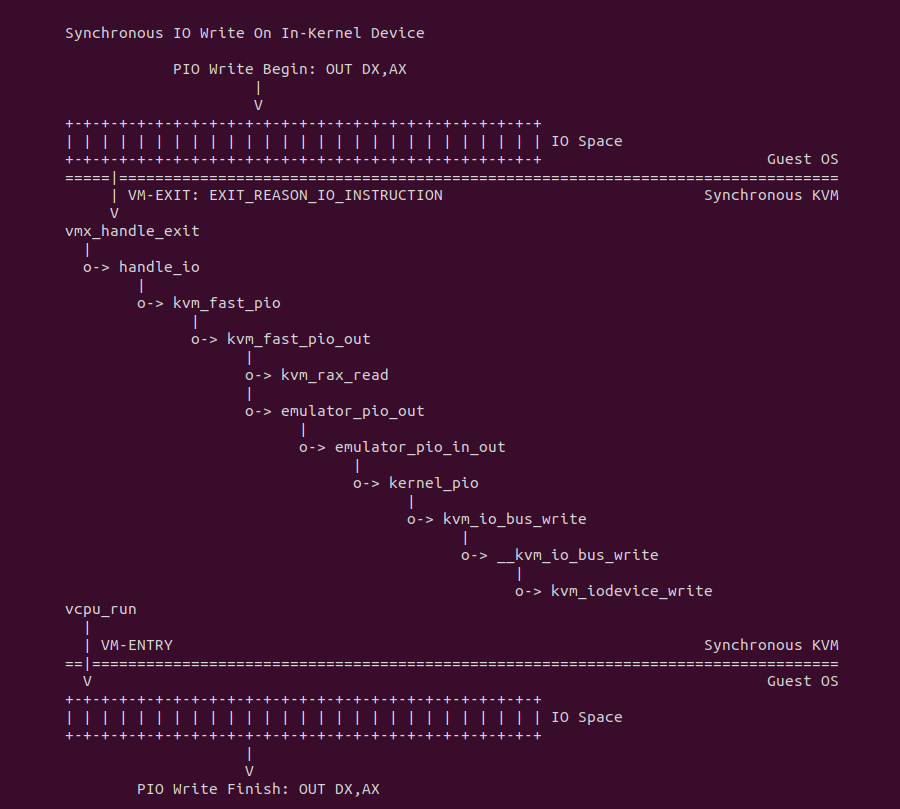 Synchronous IO Write On In-Kernel Device
            PIO Write Begin: OUT DX,AX
                     |
                     V
+-+-+-+-+-+-+-+-+-+-+-+-+-+-+-+-+-+-+-+-+-+-+-+-+-+-+
| | | | | | | | | | | | | | | | | | | | | | | | | | | IO Space
+-+-+-+-+-+-+-+-+-+-+-+-+-+-+-+-+-+-+-+-+-+-+-+-+-+-+                         Guest OS
=====|================================================================================
     | VM-EXIT: EXIT_REASON_IO_INSTRUCTION                             Synchronous KVM
     V
vmx_handle_exit
  |
  o-> handle_io
        |
        o-> kvm_fast_pio
              |
              o-> kvm_fast_pio_out
                    |
                    o-> kvm_rax_read
                    |
                    o-> emulator_pio_out
                          |
                          o-> emulator_pio_in_out
                                |
                                o-> kernel_pio
                                      |
                                      o-> kvm_io_bus_write
                                            |
                                            o-> __kvm_io_bus_write
                                                  |
                                                  o-> kvm_iodevice_write
vcpu_run
  |
  | VM-ENTRY                                                           Synchronous KVM
==|===================================================================================
  V                                                                           Guest OS
+-+-+-+-+-+-+-+-+-+-+-+-+-+-+-+-+-+-+-+-+-+-+-+-+-+-+
| | | | | | | | | | | | | | | | | | | | | | | | | | | IO Space
+-+-+-+-+-+-+-+-+-+-+-+-+-+-+-+-+-+-+-+-+-+-+-+-+-+-+
                    |
                    V
        PIO Write Finish: OUT DX,AX